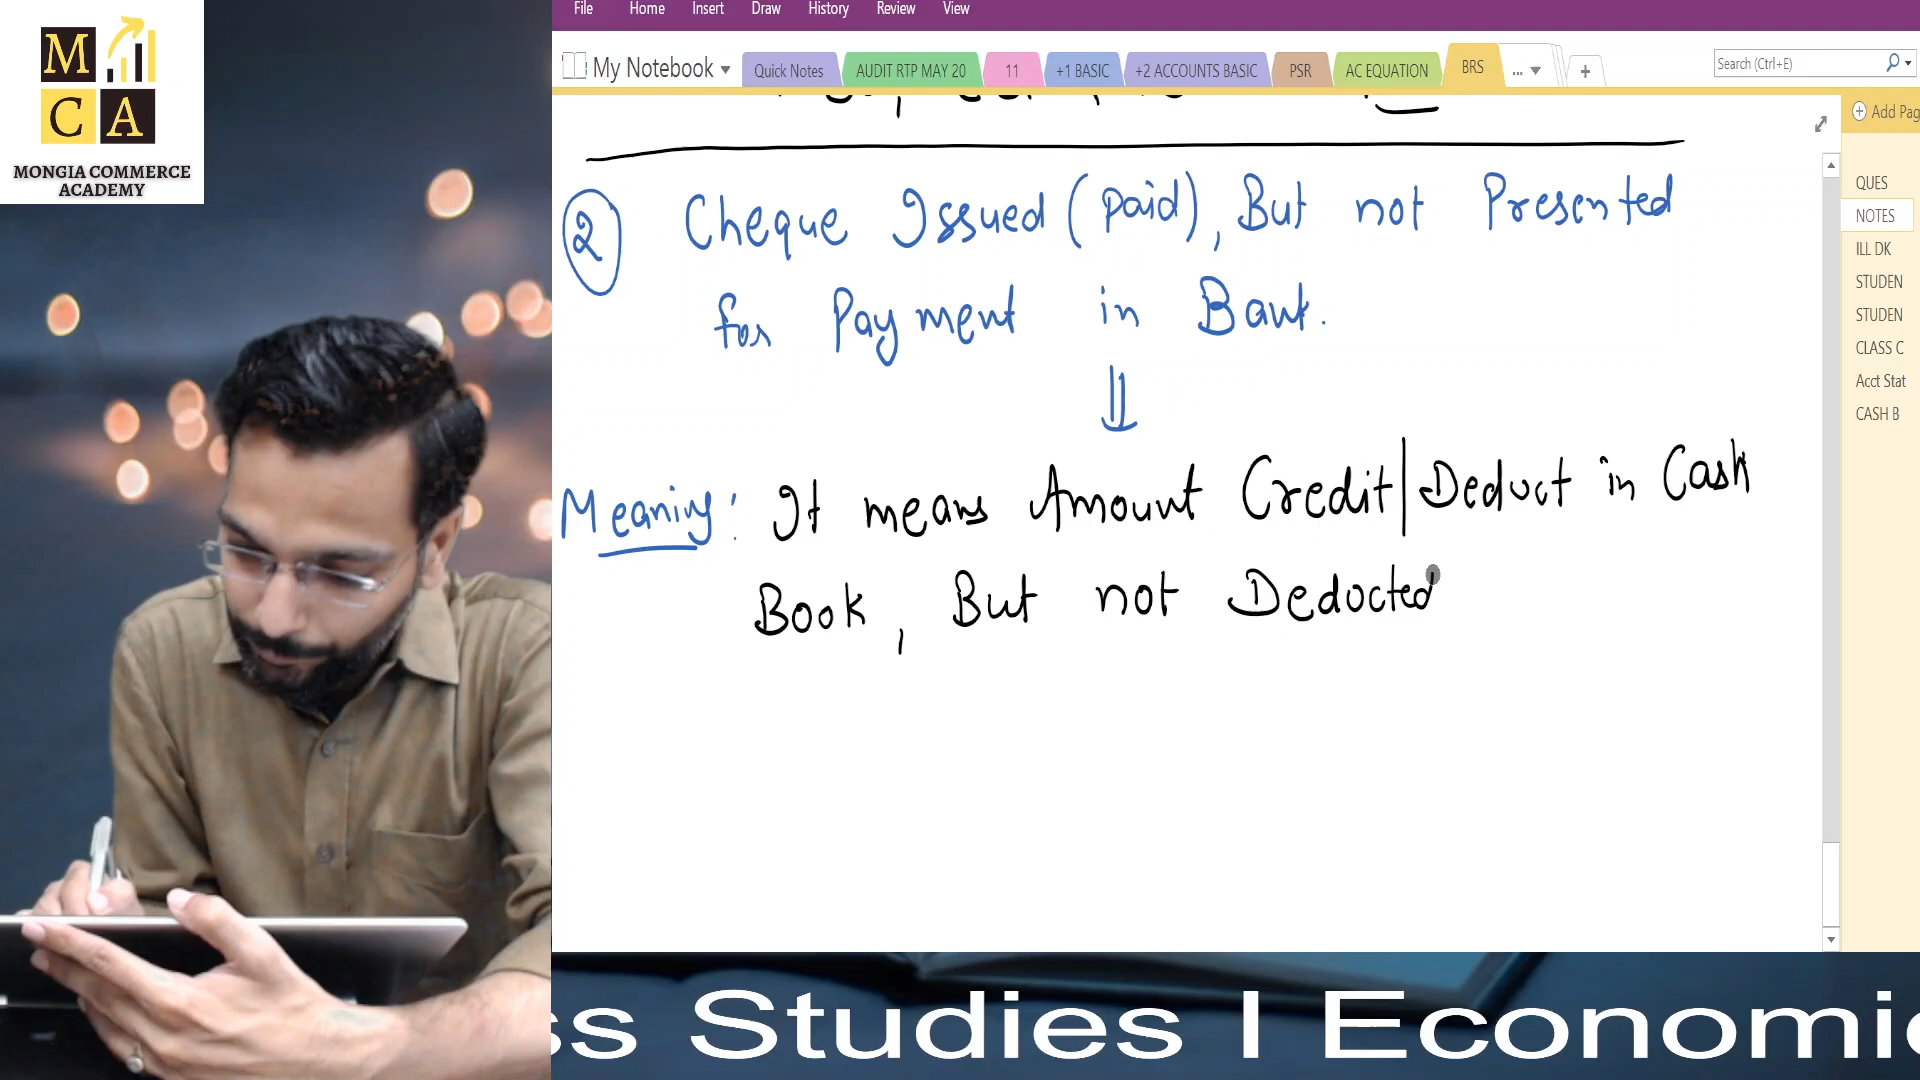 M
C A
MONGIA COMMERCE
ACADEMY
File Home Insert Draw History Review View
My Notebook Quick Notes AUDIT RTP MAY 20 11 +1 BASIC +2 ACCOUNTS BASIC PSR AC EQUATION BRS ... + Search (Ctrl+E)
Add Pag
QUES
NOTES
ILL DK
STUDEN
STUDEN
CLASS C
Acct Stat
CASH B
2 Cheque Issued (Paid), But not Presented
for Payment in Bank.
Meaning: It means Amount Credit/Deduct in Cash
Book, But not Deducted
ss Studies I Economi